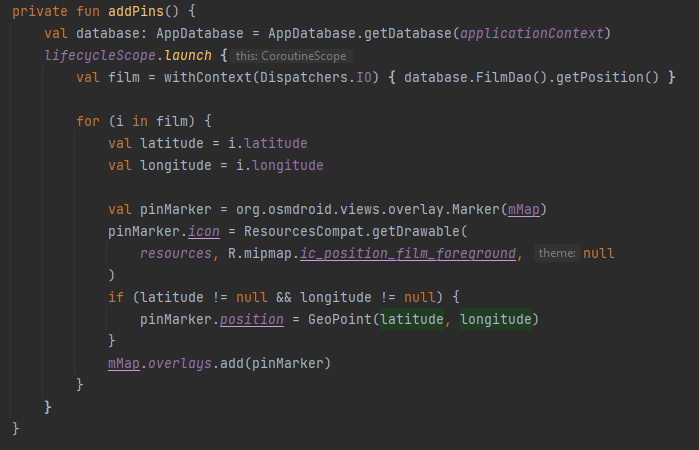 private fun addPins() {
val database: AppDatabase = AppDatabase.getDatabase(applicationContext)
lifecycleScope.launch { this: CoroutineScope
val film = withContext(Dispatchers.IO) { database.FilmDao().getPosition() }
for (i in film) {
val latitude = i.latitude
val longitude = i.longitude
val pinMarker = org.osmdroid.views.overlay.Marker(mMap)
pinMarker.icon = ResourcesCompat.getDrawable(
resources, R.mipmap.ic_position_film_foreground, theme: null
)
if (latitude != null && longitude != null) {
pinMarker.position = GeoPoint(latitude, longitude)
}
mMap.overlays.add(pinMarker)
}
}
}